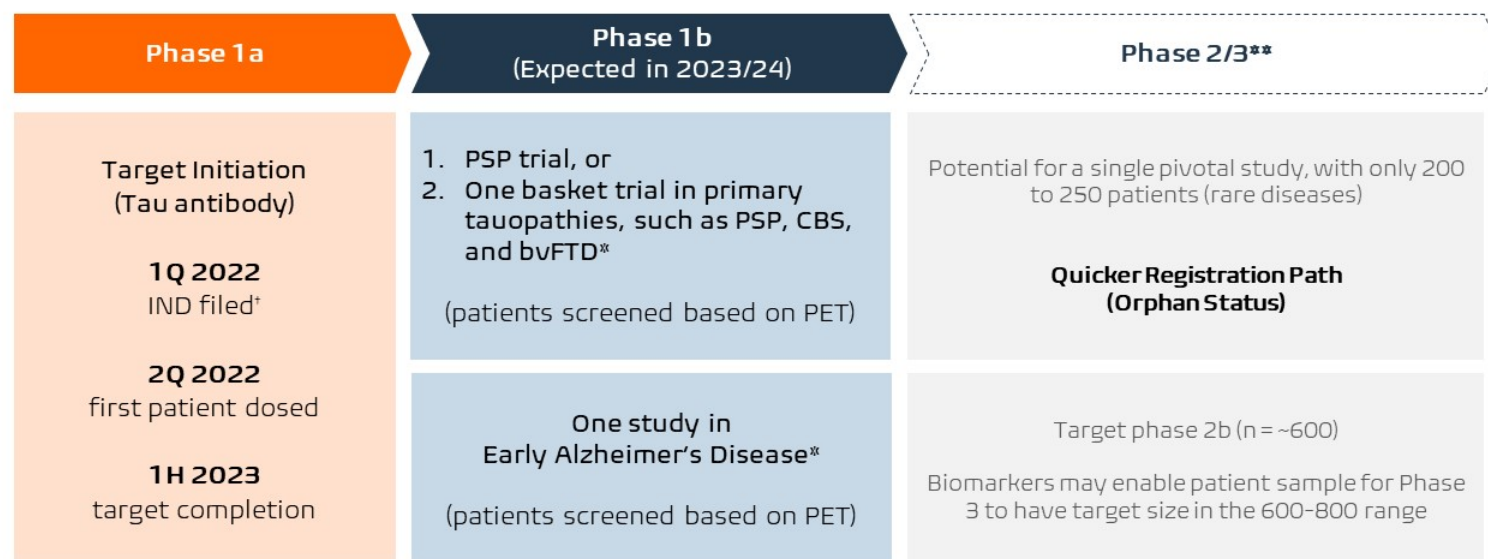 Phase 1a
Phase 1b
(Expected in 2023/24)
Phase 2/3**
Target Initiation
(Tau antibody)
1Q 2022
IND filed†
2Q 2022
first patient dosed
1H 2023
target completion
1. PSP trial, or
2. One basket trial in primary
tauopathies, such as PSP, CBS,
and bvFTD*
(patients screened based on PET)
One study in
Early Alzheimer's Disease*
(patients screened based on PET)
Potential for a single pivotal study, with only 200
to 250 patients (rare diseases)
Quicker Registration Path
(Orphan Status)
Target phase 2b (n = ~600)
Biomarkers may enable patient sample for Phase
3 to have target size in the 600-800 range